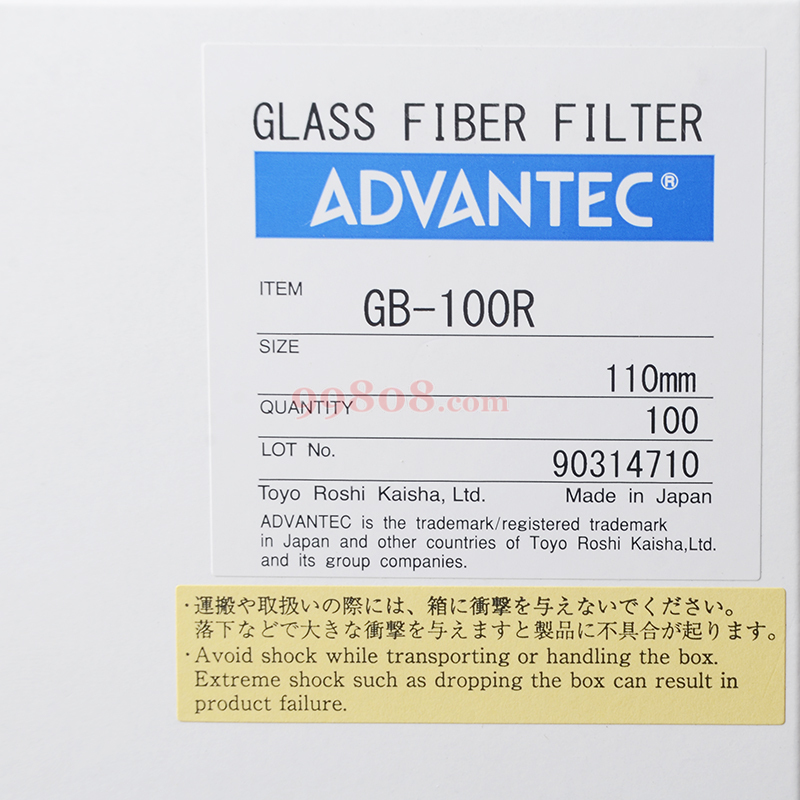 GLASS FIBER FILTER
ADVANTEC®
ITEM GB-100R
SIZE 110mm
99808.com
QUANTITY 100
LOT No. 90314710
Toyo Roshi Kaisha, Ltd. Made in Japan
ADVANTEC is the trademark/registered trademark
in Japan and other countries of Toyo Roshi Kaisha,Ltd.
and its group companies.
・運搬や取扱いの際には、箱に衝撃を与えないでください。
落下などで大きな衝撃を与えますと製品に不具合が起ります。
・Avoid shock while transporting or handling the box.
Extreme shock such as dropping the box can result in
product failure.